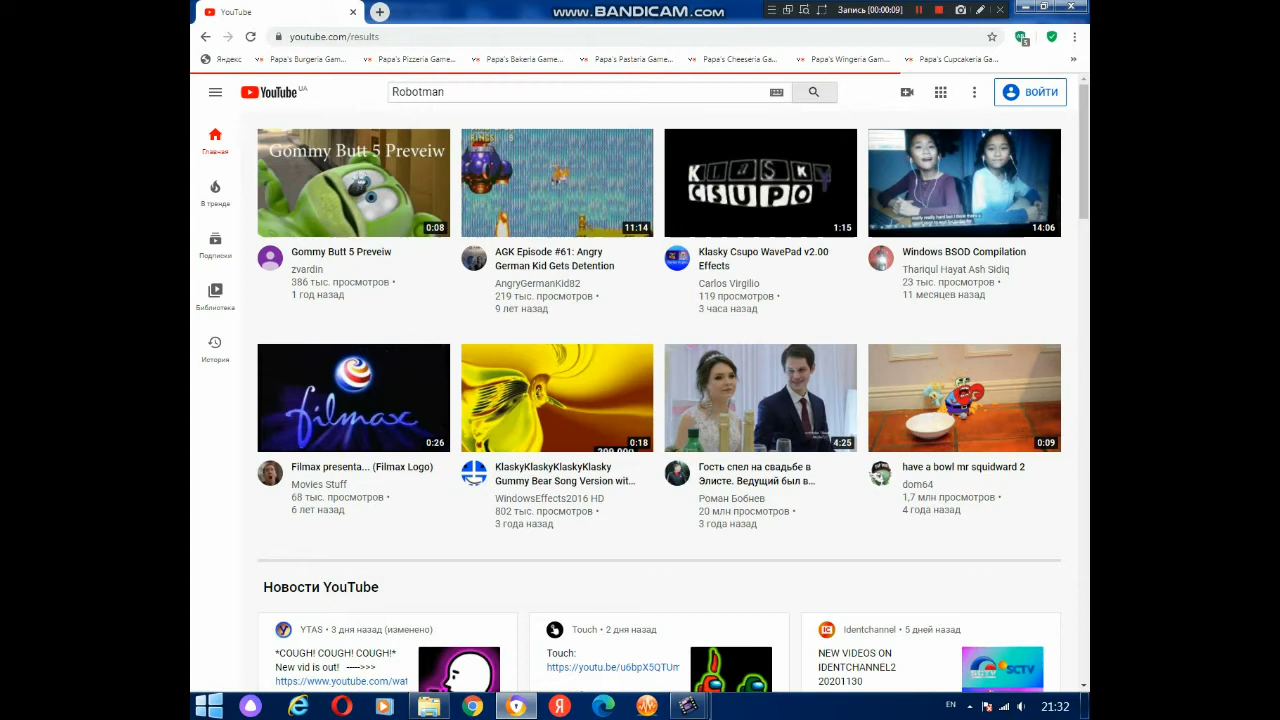 YouTube
www.BANDICAM.com
Запись [00:00:09]
youtube.com/results
5
Яндекс
Papa's Burgeria Gam...
Papa's Pizzeria Game...
Papa's Bakeria Game...
Papa's Pastaria Game...
Papa's Cheeseria Ga...
Papa's Wingeria Gam...
Papa's Cupcakeria Ga...
YouTube UA
Robotman
ВОЙТИ
Главная
В тренде
Подписки
Библиотека
История
Gommy Butt 5 Preveiw
0:08
11:14
KLASKY
CSUPO
1:15
14:06
Gommy Butt 5 Preveiw
zvardin
386 тыс. просмотров •
1 год назад
AGK Episode #61: Angry
German Kid Gets Detention
AngryGermanKid82
219 тыс. просмотров •
9 лет назад
Klasky Csupo WavePad v2.00
Effects
Carlos Virgilio
119 просмотров •
3 часа назад
Windows BSOD Compilation
Thariqul Hayat Ash Sidiq
23 тыс. просмотров •
11 месяцев назад
filmax
0:26
0:18
4:25
0:09
Filmax presenta... (Filmax Logo)
Movies Stuff
68 тыс. просмотров •
6 лет назад
KlaskyKlaskyKlaskyKlasky
Gummy Bear Song Version wit...
WindowsEffects2016 HD
802 тыс. просмотров •
3 года назад
Гость спел на свадьбе в
Элисте. Ведущий был в...
Роман Бобнев
20 млн просмотров •
3 года назад
have a bowl mr squidward 2
dom64
1,7 млн просмотров •
4 года назад
Новости YouTube
YTAS • 3 дня назад (изменено)
*COUGH! COUGH! COUGH!*
New vid is out! ----->>>
https://www.youtube.com/wat
Touch • 2 дня назад
Touch:
https://youtu.be/u6bpX5QTUm
Identchannel • 5 дней назад
NEW VIDEOS ON
IDENTCHANNEL2
20201130
SCTV
EN
21:32